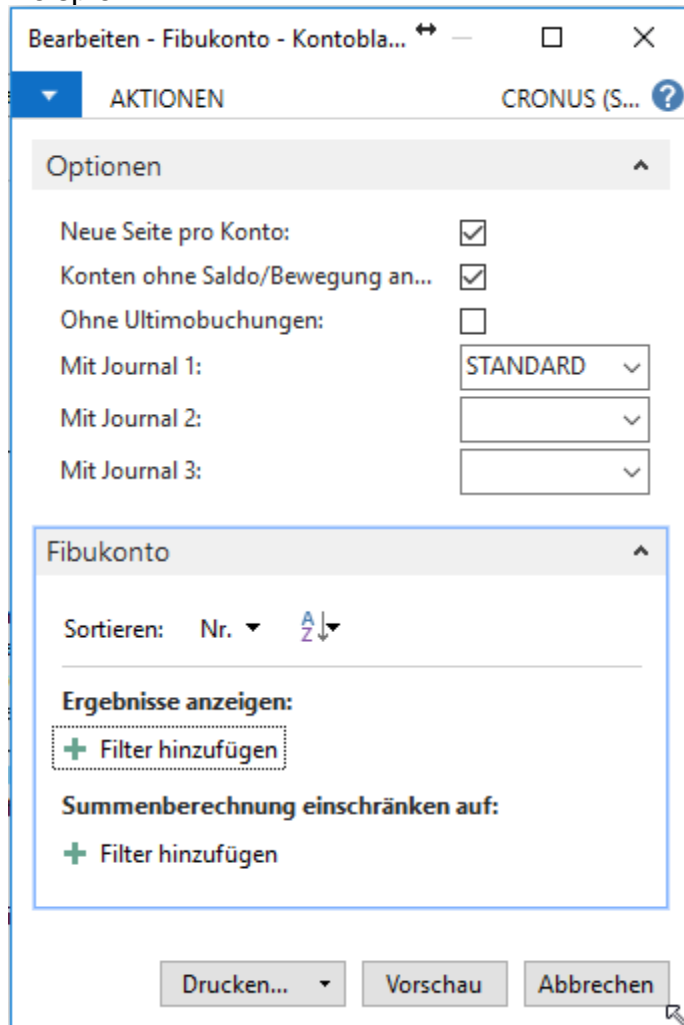 Bearbeiten - Fibukonto - Kontobla...
AKTIONEN CRONUS (S... ?
Optionen
Neue Seite pro Konto:
Konten ohne Saldo/Bewegung an...
Ohne Ultimobuchungen:
Mit Journal 1: STANDARD
Mit Journal 2:
Mit Journal 3:
Fibukonto
Sortieren: Nr. AZ
Ergebnisse anzeigen:
Filter hinzufügen
Summenberechnung einschränken auf:
Filter hinzufügen
Drucken... Vorschau Abbrechen